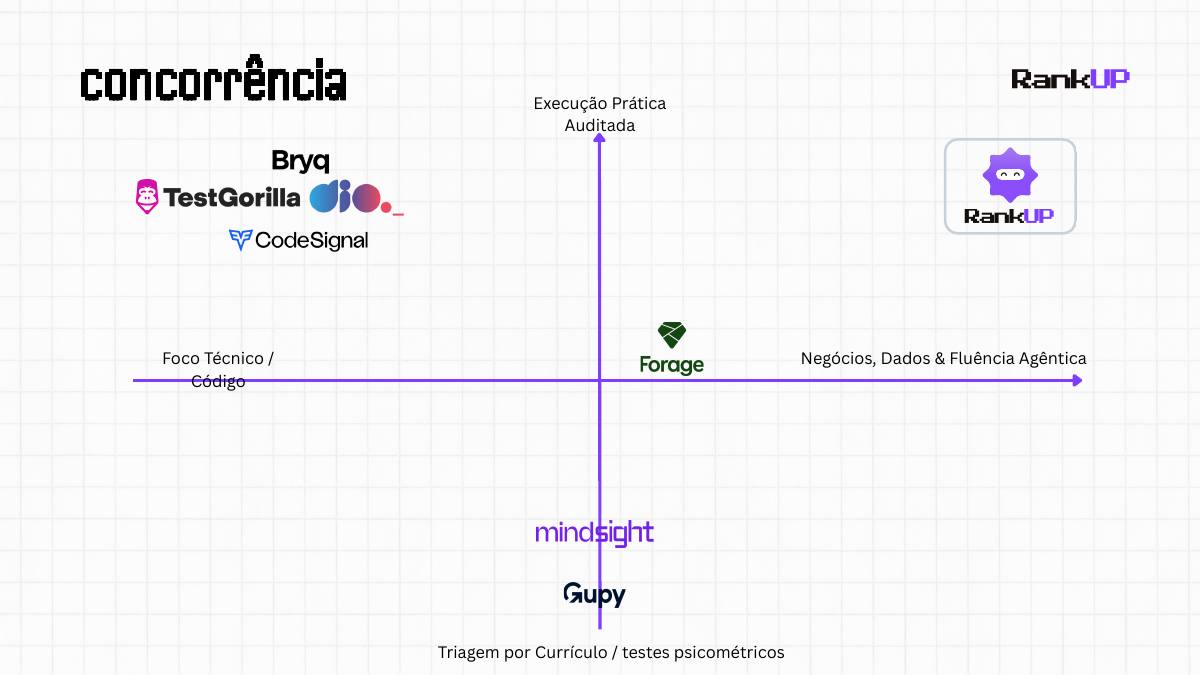 concorrência
RankUP
Execução Prática
Auditada
Bryq
TestGorilla dio._
CodeSignal
RankUP
Forage
Foco Técnico /
Código
Negócios, Dados & Fluência Agêntica
mindsight
Gupy
Triagem por Currículo / testes psicométricos